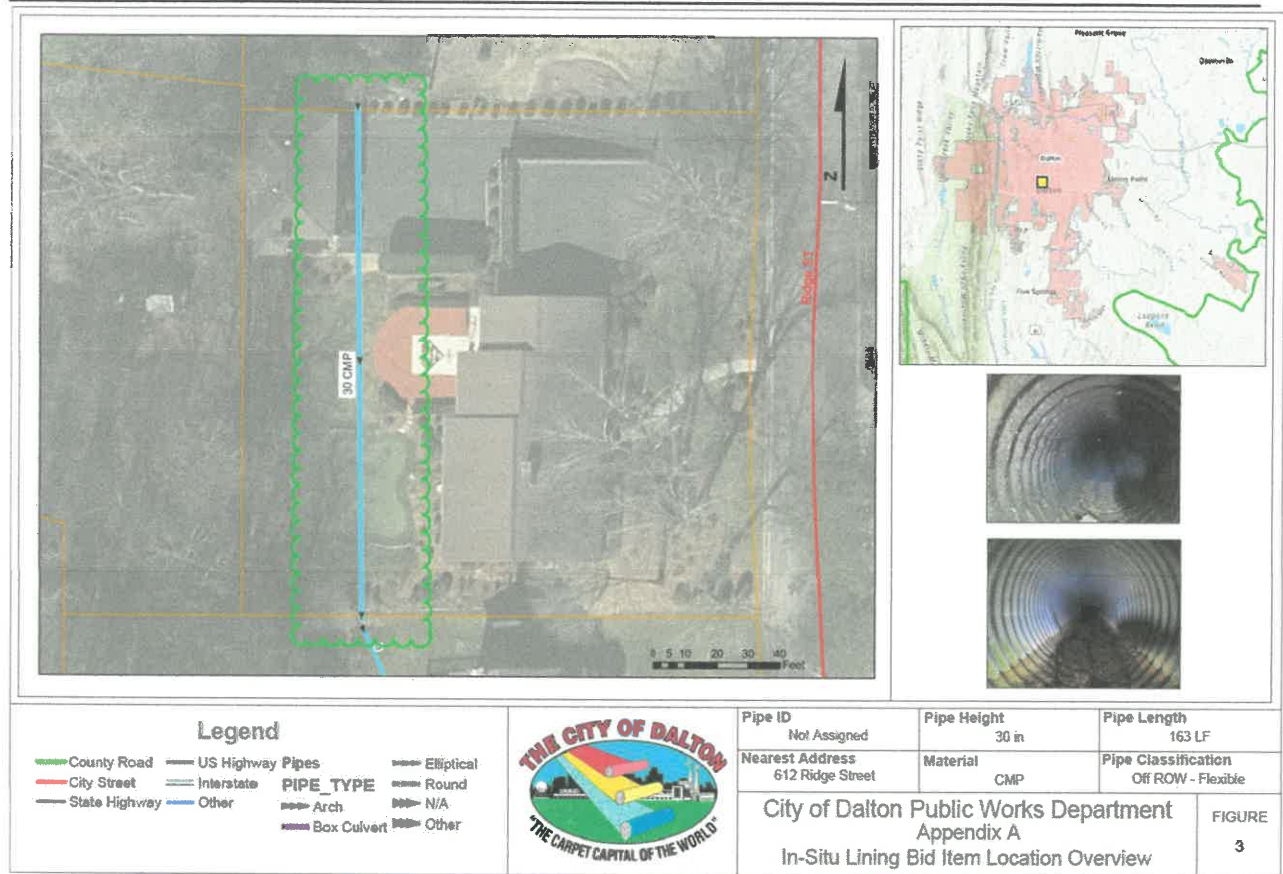 30 CMP
Ridge ST
N
0 5 10 20 30 40
Feet
Pleasant Grove
Dalton
Legend
County Road
City Street
State Highway
US Highway
Interstate
Other
Pipes
PIPE_TYPE
Arch
Box Culvert
Elliptical
Round
N/A
Other
THE CITY OF DALTON
"THE CARPET CAPITAL OF THE WORLD"
Pipe ID
Not Assigned
Pipe Height
30 in
Pipe Length
163 LF
Nearest Address
612 Ridge Street
Material
CMP
Pipe Classification
Off ROW - Flexible
City of Dalton Public Works Department
Appendix A
In-Situ Lining Bid Item Location Overview
FIGURE
3